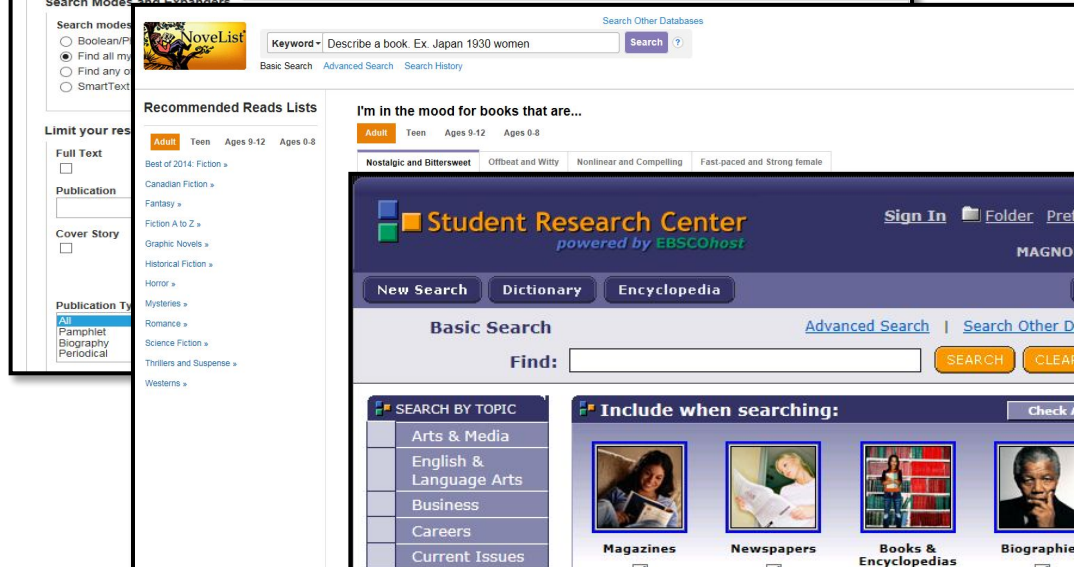 Search Modes and Expanders
Search modes
Boolean/P
Find all my
Find any o
SmartText
Limit your res
Full Text
Publication
Cover Story
Publication Ty
All
Pamphlet
Biography
Periodical
NoveList
Search Other Databases
Keyword Describe a book. Ex. Japan 1930 women Search ?
Basic Search Advanced Search Search History
Recommended Reads Lists
Adult Teen Ages 9-12 Ages 0-8
Best of 2014: Fiction »
Canadian Fiction »
Fantasy »
Fiction A to Z »
Graphic Novels »
Historical Fiction »
Horror »
Mysteries »
Romance »
Science Fiction »
Thrillers and Suspense »
Westerns »
I'm in the mood for books that are...
Adult Teen Ages 9-12 Ages 0-8
Nostalgic and Bittersweet Offbeat and Witty Nonlinear and Compelling Fast-paced and Strong female
Student Research Center
powered by EBSCOhost
Sign In Folder Pref
MAGNO
New Search Dictionary Encyclopedia
Basic Search Advanced Search | Search Other D
Find: SEARCH CLEAR
SEARCH BY TOPIC
Arts & Media
English &
Language Arts
Business
Careers
Current Issues
Include when searching: Check A
Magazines Newspapers Books & Biographie
Encyclopedias